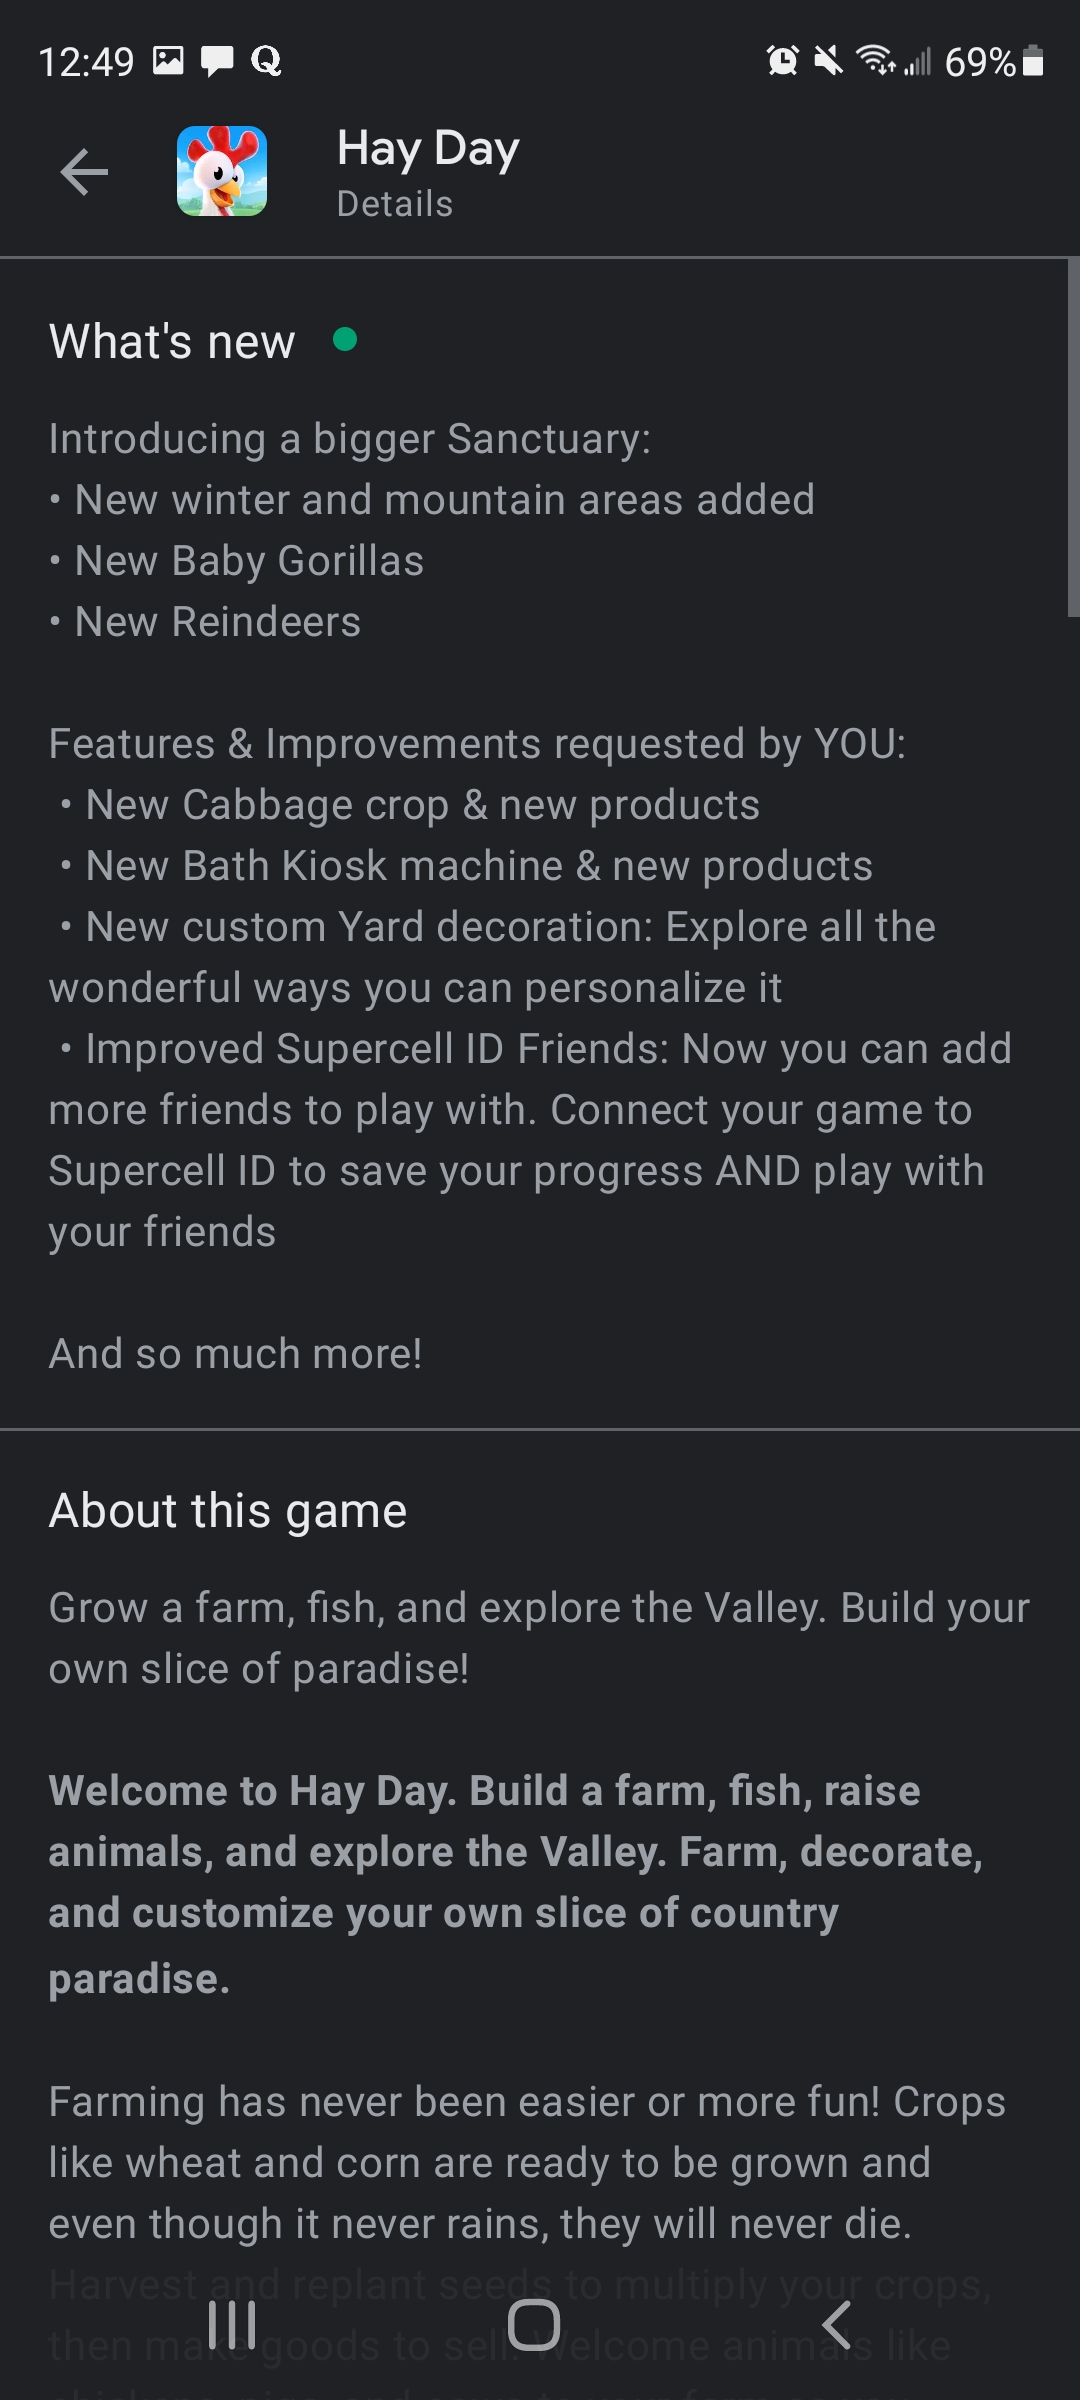 12:49
69%
Hay Day
Details
What's new
Introducing a bigger Sanctuary:
• New winter and mountain areas added
• New Baby Gorillas
• New Reindeers
Features & Improvements requested by YOU:
• New Cabbage crop & new products
• New Bath Kiosk machine & new products
• New custom Yard decoration: Explore all the
wonderful ways you can personalize it
• Improved Supercell ID Friends: Now you can add
more friends to play with. Connect your game to
Supercell ID to save your progress AND play with
your friends
And so much more!
About this game
Grow a farm, fish, and explore the Valley. Build your
own slice of paradise!
Welcome to Hay Day. Build a farm, fish, raise
animals, and explore the Valley. Farm, decorate,
and customize your own slice of country
paradise.
Farming has never been easier or more fun! Crops
like wheat and corn are ready to be grown and
even though it never rains, they will never die.
Harvest and replant seeds to multiply your crops,
then make goods to sell. Welcome animals like